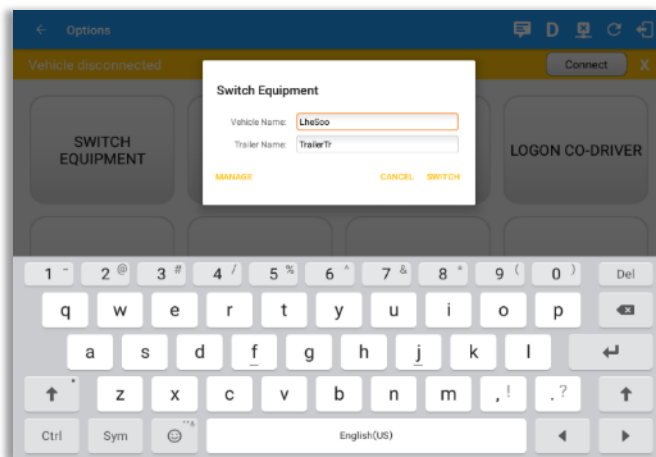 Options
D
Vehicle disconnected
Connect
X
Switch Equipment
Vehicle Name: LheSoo
Trailer Name: TrailerTr
MANAGE CANCEL SWITCH
SWITCH
EQUIPMENT
LOGON CO-DRIVER
1 - 2 @ 3 # 4 / 5 % 6 ^ 7 & 8 * 9 ( 0 ) Del
q w e r t y u i o p
a s d f g h j k l
z x c v b n m , ! . ?
Ctrl Sym English(US)